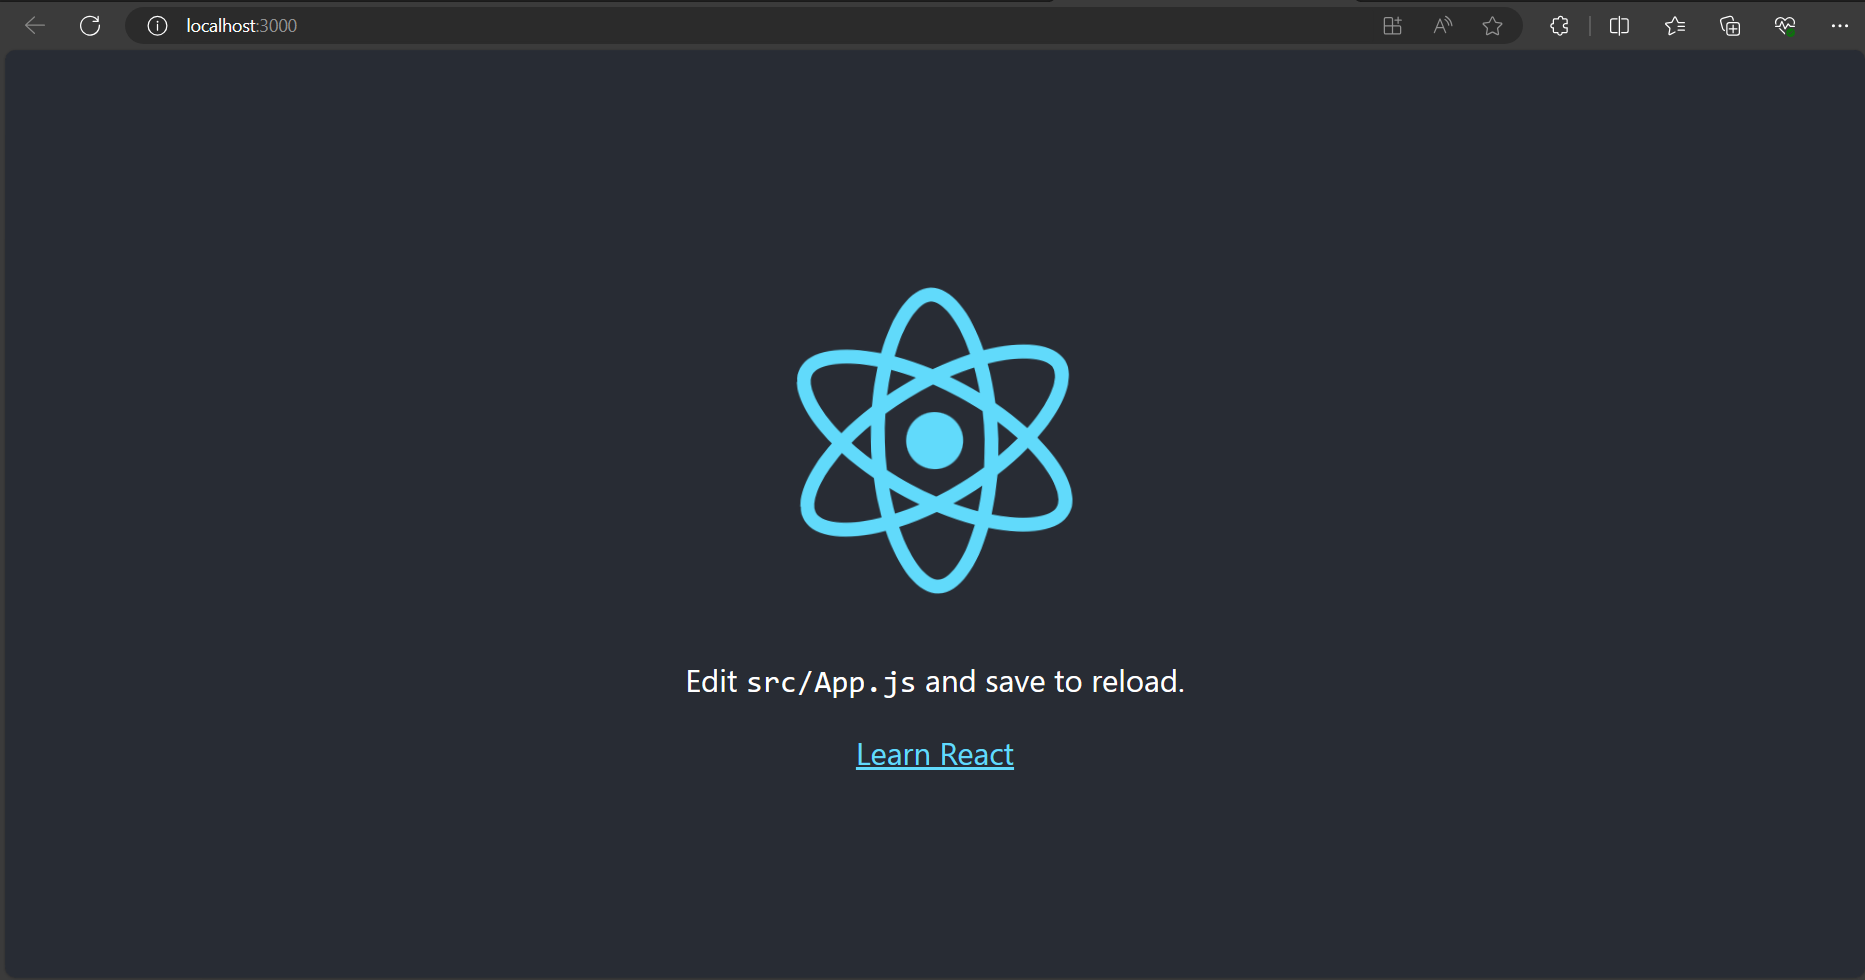 localhost:3000
Edit src/App.js and save to reload.
Learn React